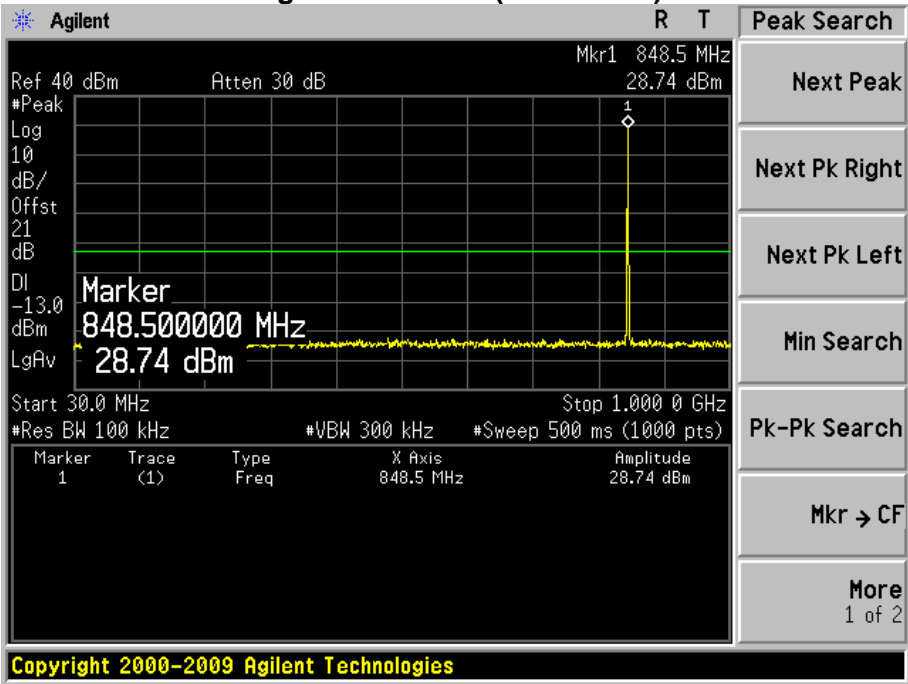 Agilent R T Peak Search
Mkr1 848.5 MHz
Ref 40 dBm Atten 30 dB 28.74 dBm
#Peak
1
Log
10
dB/
Offst
21
dB
DI
-13.0
dBm
LgAv
Marker
848.500000 MHz
28.74 dBm
Start 30.0 MHz Stop 1.000 0 GHz
#Res BW 100 kHz #VBW 300 kHz #Sweep 500 ms (1000 pts)
Marker Trace Type X Axis Amplitude
1 (1) Freq 848.5 MHz 28.74 dBm
Next Peak
Next Pk Right
Next Pk Left
Min Search
Pk-Pk Search
Mkr → CF
More
1 of 2
Copyright 2000-2009 Agilent Technologies